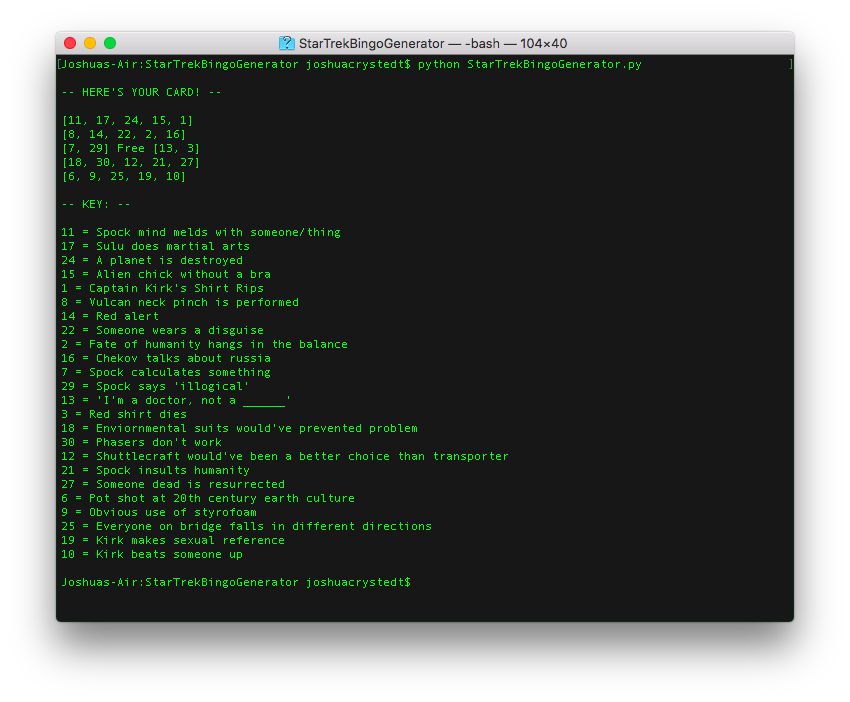 StarTrekBingoGenerator — -bash — 104×40
[Joshuas-Air:StarTrekBingoGenerator joshuacrystedt$ python StarTrekBingoGenerator.py ]
-- HERE'S YOUR CARD! --
[11, 17, 24, 15, 1]
[8, 14, 22, 2, 16]
[7, 29] Free [13, 3]
[18, 30, 12, 21, 27]
[6, 9, 25, 19, 10]
-- KEY: --
11 = Spock mind melds with someone/thing
17 = Sulu does martial arts
24 = A planet is destroyed
15 = Alien chick without a bra
1 = Captain Kirk's Shirt Rips
8 = Vulcan neck pinch is performed
14 = Red alert
22 = Someone wears a disguise
2 = Fate of humanity hangs in the balance
16 = Chekov talks about russia
7 = Spock calculates something
29 = Spock says 'illogical'
13 = 'I'm a doctor, not a ______'
3 = Red shirt dies
18 = Enviornmental suits would've prevented problem
30 = Phasers don't work
12 = Shuttlecraft would've been a better choice than transporter
21 = Spock insults humanity
27 = Someone dead is resurrected
6 = Pot shot at 20th century earth culture
9 = Obvious use of styrofoam
25 = Everyone on bridge falls in different directions
19 = Kirk makes sexual reference
10 = Kirk beats someone up
Joshuas-Air:StarTrekBingoGenerator joshuacrystedt$